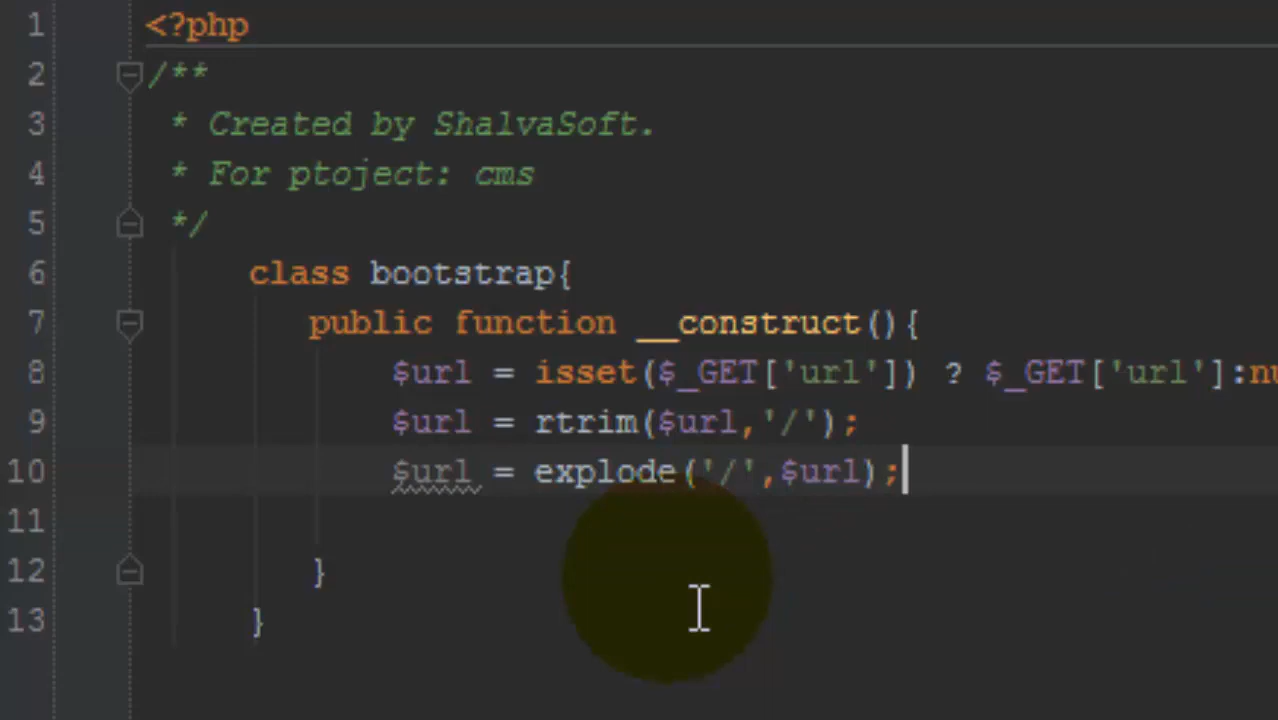 1 <?php
2 /**
3 * Created by ShalvaSoft.
4 * For ptoject: cms
5 */
6 class bootstrap{
7 public function __construct(){
8 $url = isset($_GET['url']) ? $_GET['url']:nu
9 $url = rtrim($url,'/');
10 $url = explode('/',$url);
11
12 }
13 }